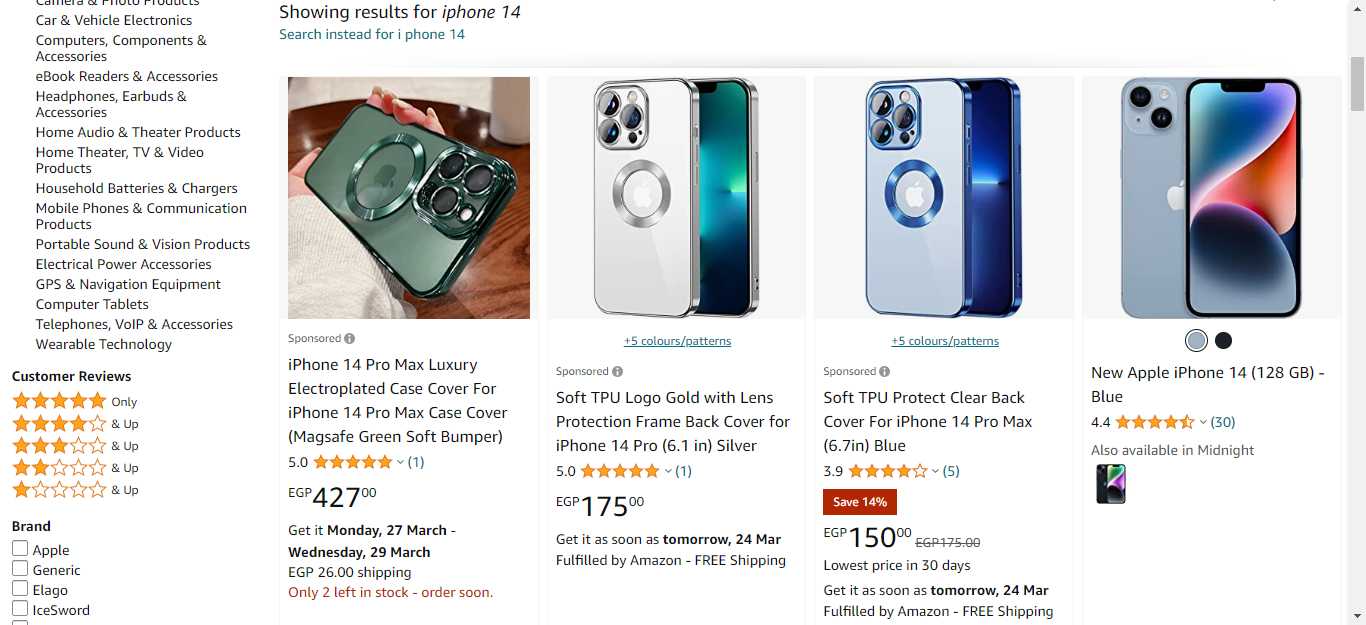 Camera & Photo Products
Car & Vehicle Electronics
Computers, Components &
Accessories
eBook Readers & Accessories
Headphones, Earbuds &
Accessories
Home Audio & Theater Products
Home Theater, TV & Video
Products
Household Batteries & Chargers
Mobile Phones & Communication
Products
Portable Sound & Vision Products
Electrical Power Accessories
GPS & Navigation Equipment
Computer Tablets
Telephones, VoIP & Accessories
Wearable Technology
Customer Reviews
Only
& Up
& Up
& Up
& Up
Brand
Apple
Generic
Elago
IceSword
Showing results for iphone 14
Search instead for i phone 14
Sponsored
iPhone 14 Pro Max Luxury
Electroplated Case Cover For
iPhone 14 Pro Max Case Cover
(Magsafe Green Soft Bumper)
5.0 (1)
EGP42700
Get it Monday, 27 March -
Wednesday, 29 March
EGP 26.00 shipping
Only 2 left in stock - order soon.
+5 colours/patterns
Sponsored
Soft TPU Logo Gold with Lens
Protection Frame Back Cover for
iPhone 14 Pro (6.1 in) Silver
5.0 (1)
EGP17500
Get it as soon as tomorrow, 24 Mar
Fulfilled by Amazon - FREE Shipping
+5 colours/patterns
Sponsored
Soft TPU Protect Clear Back
Cover For iPhone 14 Pro Max
(6.7in) Blue
3.9 (5)
Save 14%
EGP15000 EGP175.00
Lowest price in 30 days
Get it as soon as tomorrow, 24 Mar
Fulfilled by Amazon - FREE Shipping
New Apple iPhone 14 (128 GB) -
Blue
4.4 (30)
Also available in Midnight